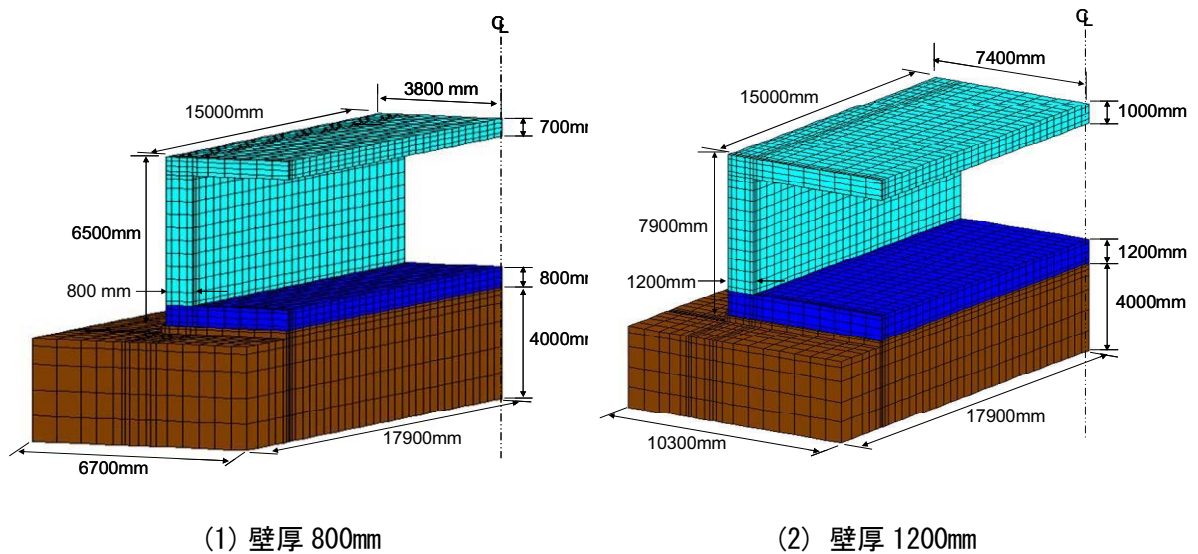 ℄
3800 mm
15000mm
700mm
6500mm
800 mm
800mm
4000mm
17900mm
6700mm
(1) 壁厚 800mm
℄
7400mm
15000mm
1000mm
7900mm
1200mm
1200mm
4000mm
17900mm
10300mm
(2) 壁厚 1200mm